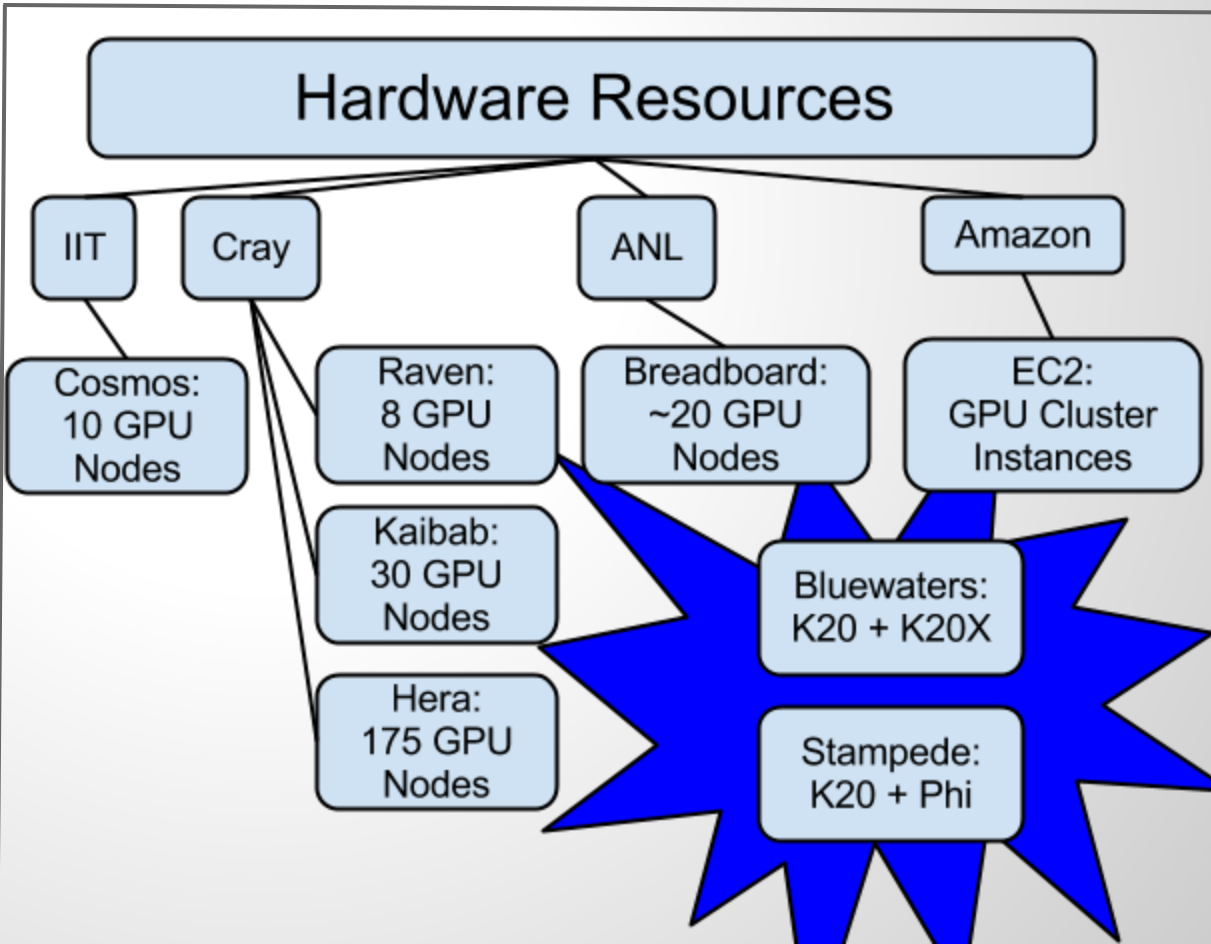 Hardware Resources
IIT
Cray
ANL
Amazon
Cosmos:
10 GPU
Nodes
Raven:
8 GPU
Nodes
Breadboard:
~20 GPU
Nodes
EC2:
GPU Cluster
Instances
Kaibab:
30 GPU
Nodes
Bluewaters:
K20 + K20X
Hera:
175 GPU
Nodes
Stampede:
K20 + Phi